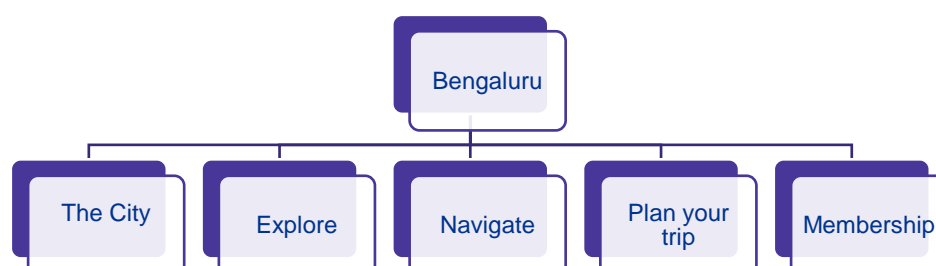 Bengaluru
The City
Explore
Navigate
Plan your
trip
Membership